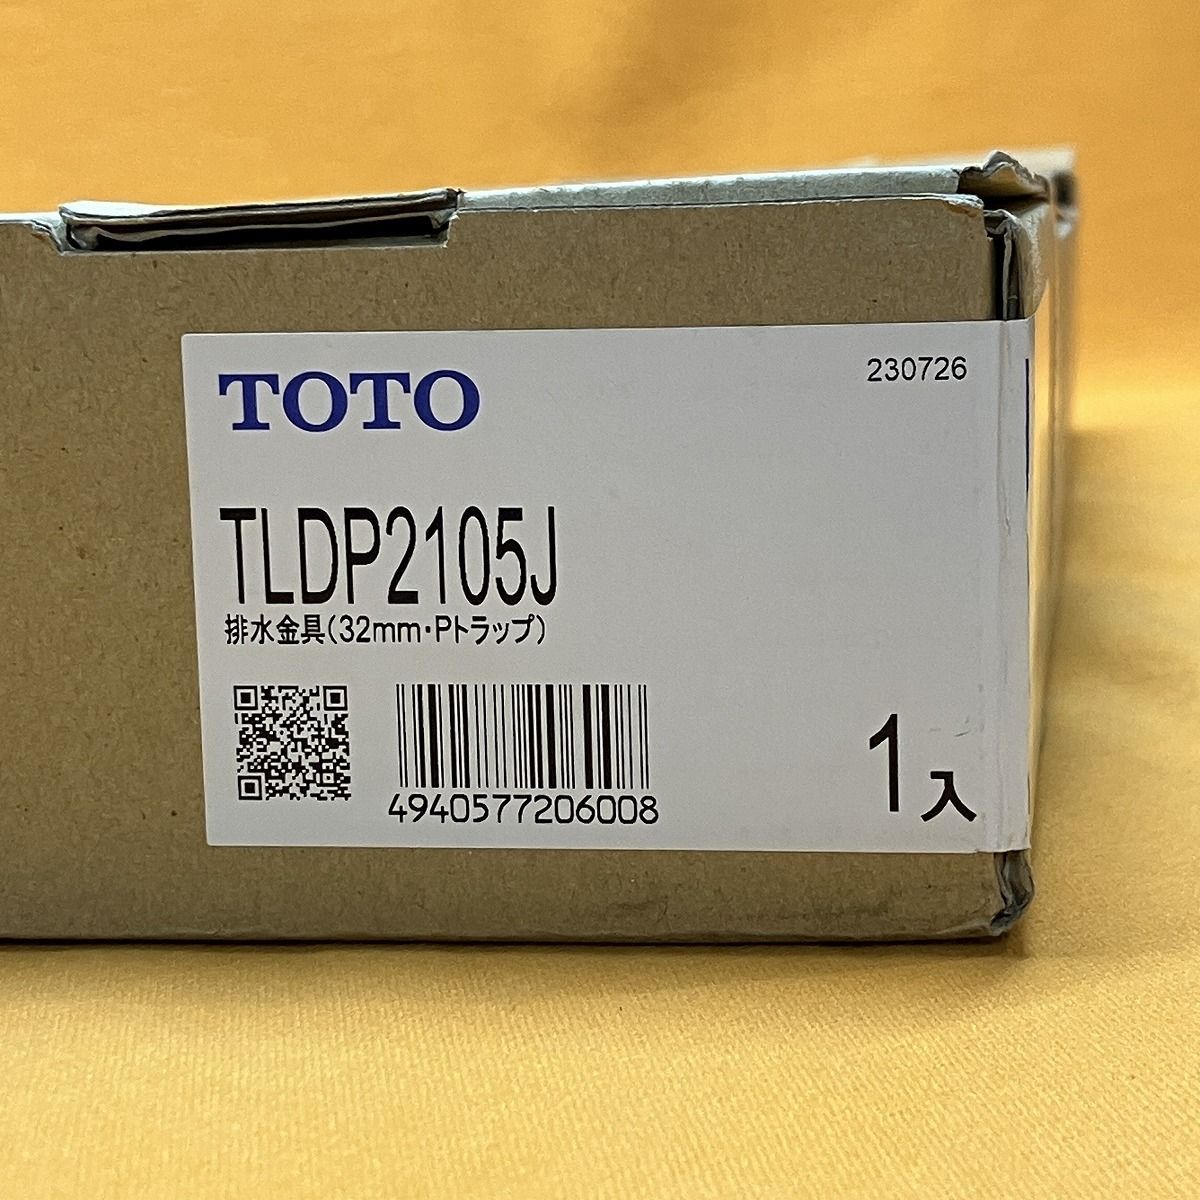 TOTO
230726
TLDP2105J
排水金具(32mm・Pトラップ)
4940577206008
1入